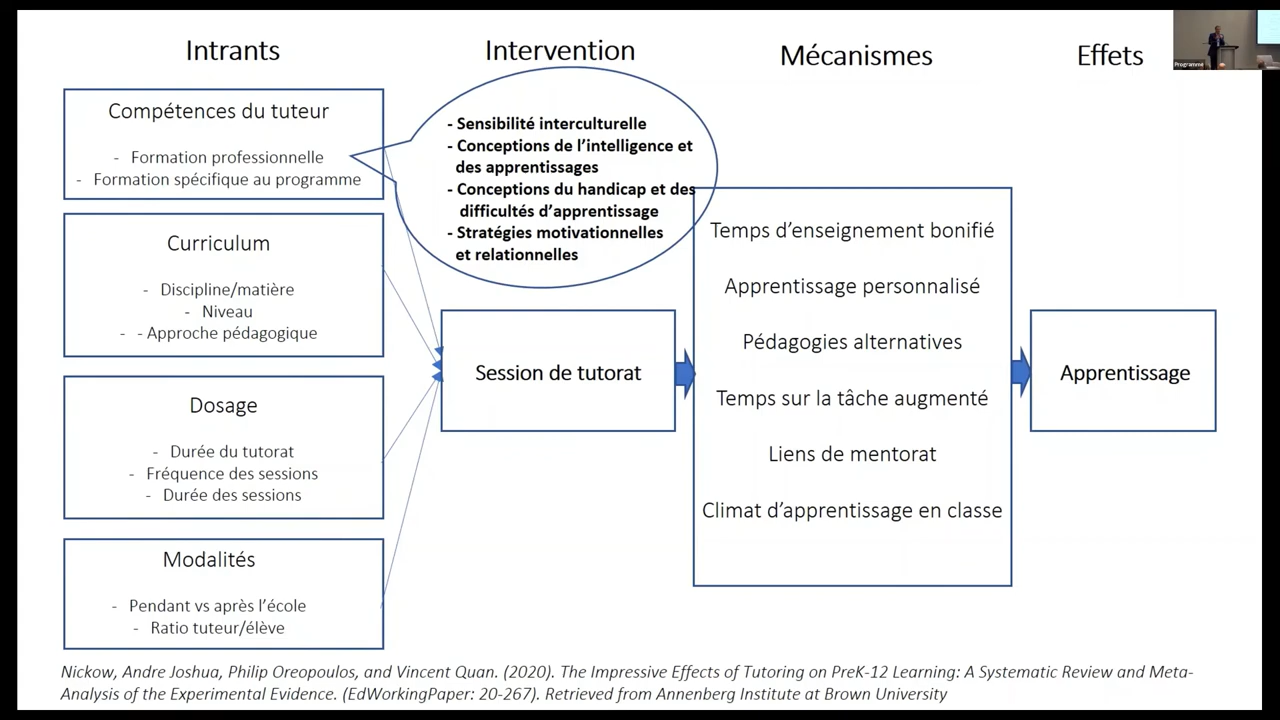 Intrants
Intervention
Mécanismes
Effets
Programme
Compétences du tuteur
- Formation professionnelle
- Formation spécifique au programme
- Sensibilité interculturelle
- Conceptions de l’intelligence et
des apprentissages
- Conceptions du handicap et des
difficultés d’apprentissage
- Stratégies motivationnelles
et relationnelles
Curriculum
- Discipline/matière
- Niveau
- - Approche pédagogique
Dosage
- Durée du tutorat
- Fréquence des sessions
- Durée des sessions
Modalités
- Pendant vs après l’école
- Ratio tuteur/élève
Session de tutorat
Temps d’enseignement bonifié
Apprentissage personnalisé
Pédagogies alternatives
Temps sur la tâche augmenté
Liens de mentorat
Climat d’apprentissage en classe
Apprentissage
Nickow, Andre Joshua, Philip Oreopoulos, and Vincent Quan. (2020). The Impressive Effects of Tutoring on PreK-12 Learning: A Systematic Review and Meta-
Analysis of the Experimental Evidence. (EdWorkingPaper: 20-267). Retrieved from Annenberg Institute at Brown University